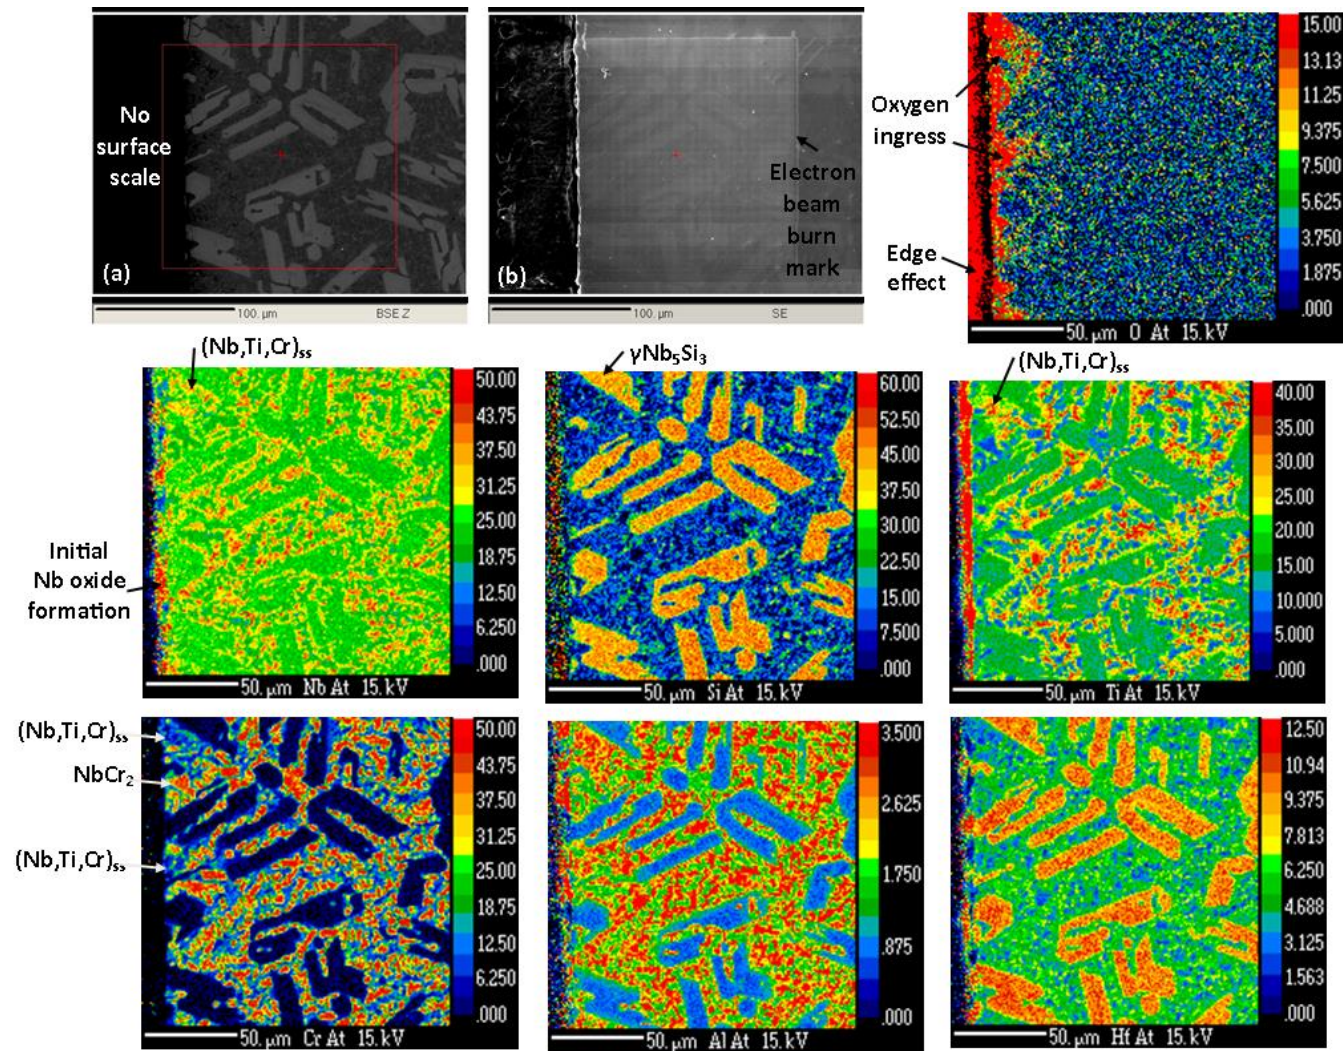 No
surface
scale
(a)
100. µm BSE Z
Electron
beam
burn
mark
(b)
100. µm SE
Oxygen
ingress
Edge
effect
15.00
13.13
11.25
9.375
7.500
5.625
3.750
1.875
.000
50. µm O At 15. kV
(Nb,Ti,Cr)ss
Initial
Nb oxide
formation
50.00
43.75
37.50
31.25
25.00
18.75
12.50
6.250
.000
50. µm Nb At 15. kV
γNb5Si3
60.00
52.50
45.00
37.50
30.00
22.50
15.00
7.500
.000
50. µm Si At 15. kV
(Nb,Ti,Cr)ss
40.00
35.00
30.00
25.00
20.00
15.00
10.000
5.000
.000
50. µm Ti At 15. kV
(Nb,Ti,Cr)ss
NbCr2
(Nb,Ti,Cr)ss
50.00
43.75
37.50
31.25
25.00
18.75
12.50
6.250
.000
50. µm Cr At 15. kV
3.500
2.625
1.750
.875
.000
50. µm Al At 15. kV
12.50
10.94
9.375
7.813
6.250
4.688
3.125
1.563
.000
50. µm Hf At 15. kV